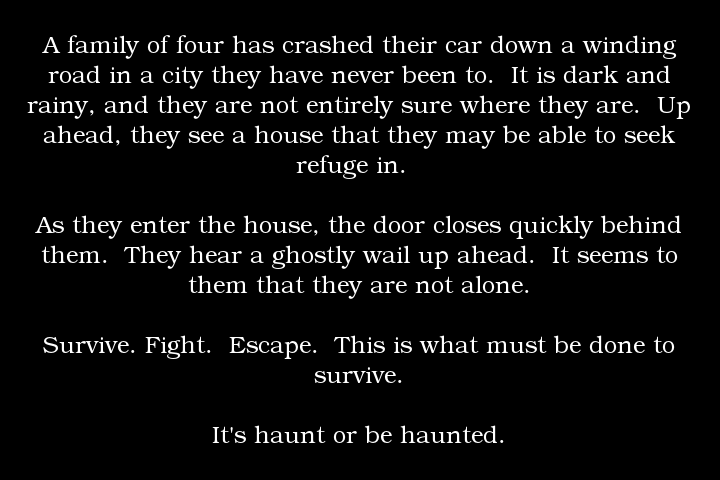 A family of four has crashed their car down a winding
road in a city they have never been to.  It is dark and
rainy, and they are not entirely sure where they are.  Up
ahead, they see a house that they may be able to seek
refuge in.
As they enter the house, the door closes quickly behind
them.  They hear a ghostly wail up ahead.  It seems to
them that they are not alone.
Survive. Fight.  Escape.  This is what must be done to
survive.
It's haunt or be haunted.